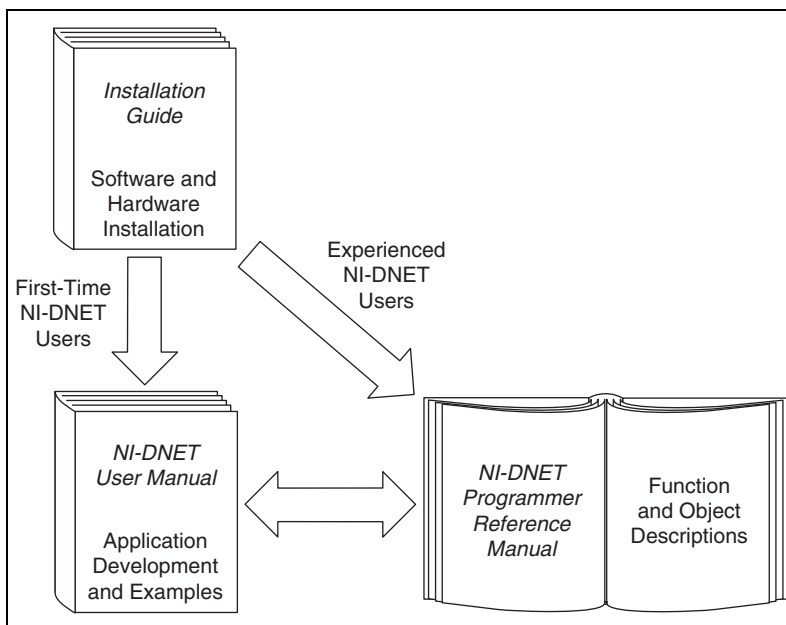 Installation
Guide
Software and
Hardware
Installation
First-Time
NI-DNET
Users
Experienced
NI-DNET
Users
NI-DNET
User Manual
Application
Development
and Examples
NI-DNET
Programmer
Reference
Manual
Function
and Object
Descriptions